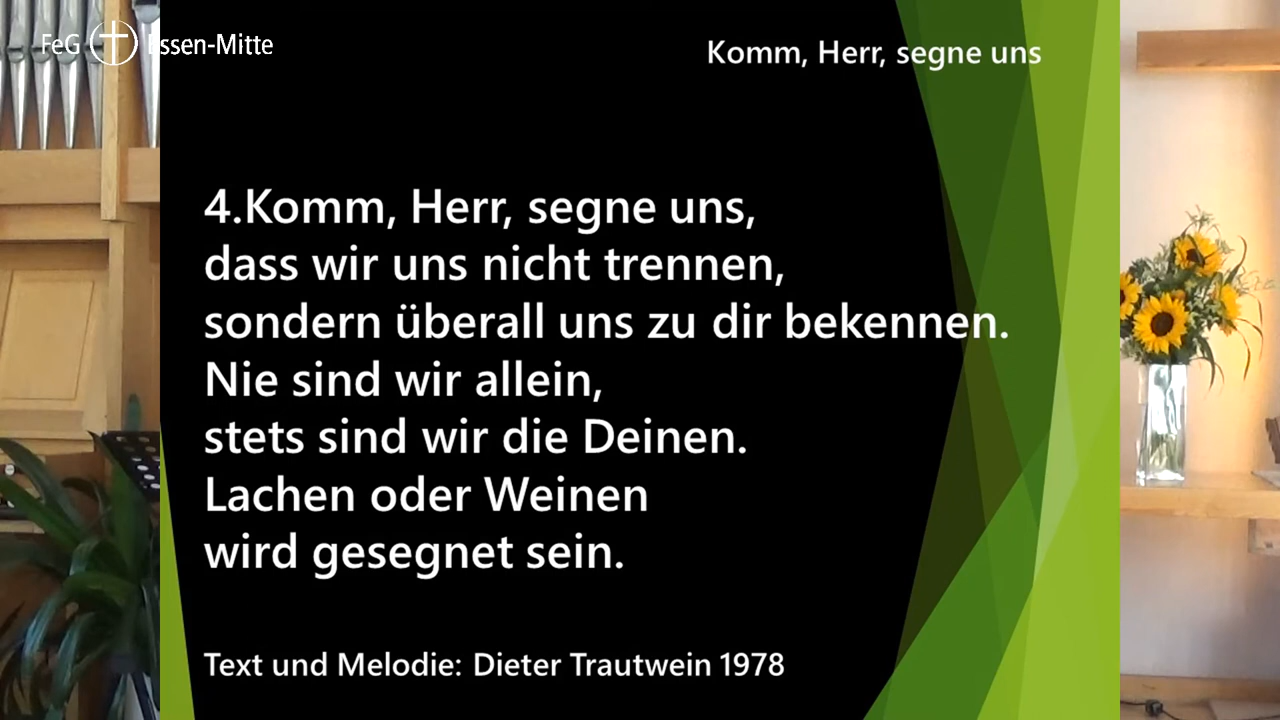 FeG Essen-Mitte
Komm, Herr, segne uns
4.Komm, Herr, segne uns,
dass wir uns nicht trennen,
sondern überall uns zu dir bekennen.
Nie sind wir allein,
stets sind wir die Deinen.
Lachen oder Weinen
wird gesegnet sein.
Text und Melodie: Dieter Trautwein 1978